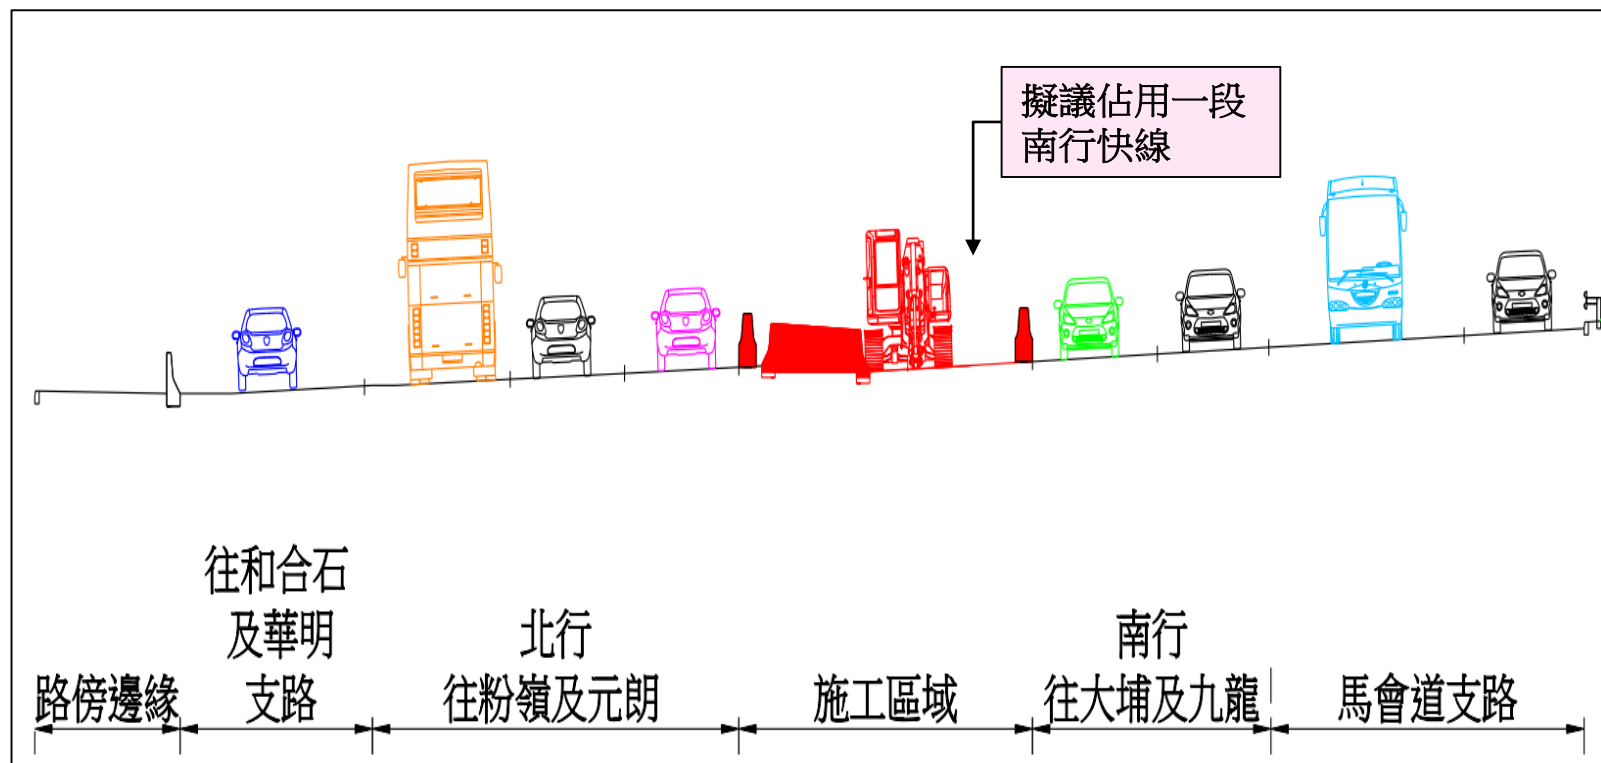 擬議佔用一段
南行快線
往和合石
及華明
支路
路傍邊緣
北行
往粉嶺及元朗
施工區域
南行
往大埔及九龍
馬會道支路